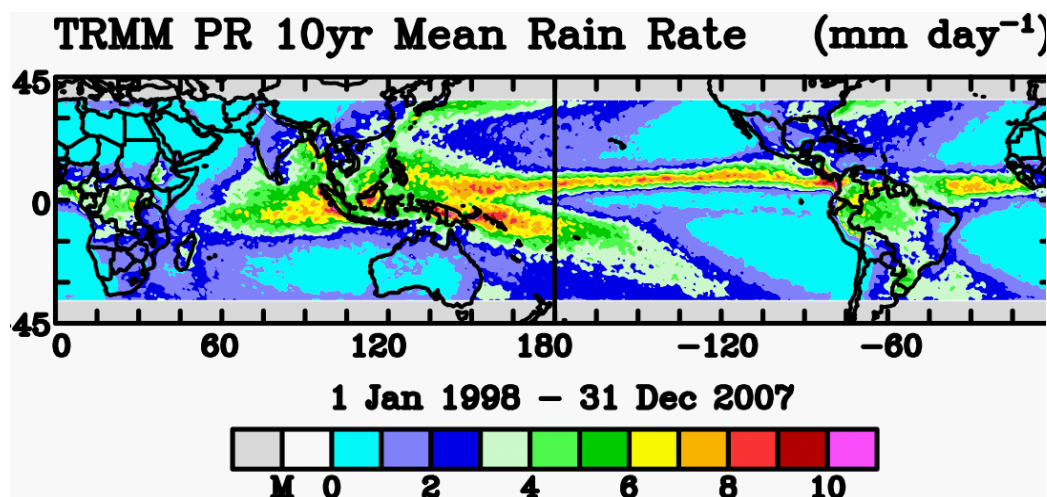 TRMM PR 10yr Mean Rain Rate (mm day⁻¹)
45
0
-45
0 60 120 180 -120 -60
1 Jan 1998 - 31 Dec 2007
M 0 2 4 6 8 10